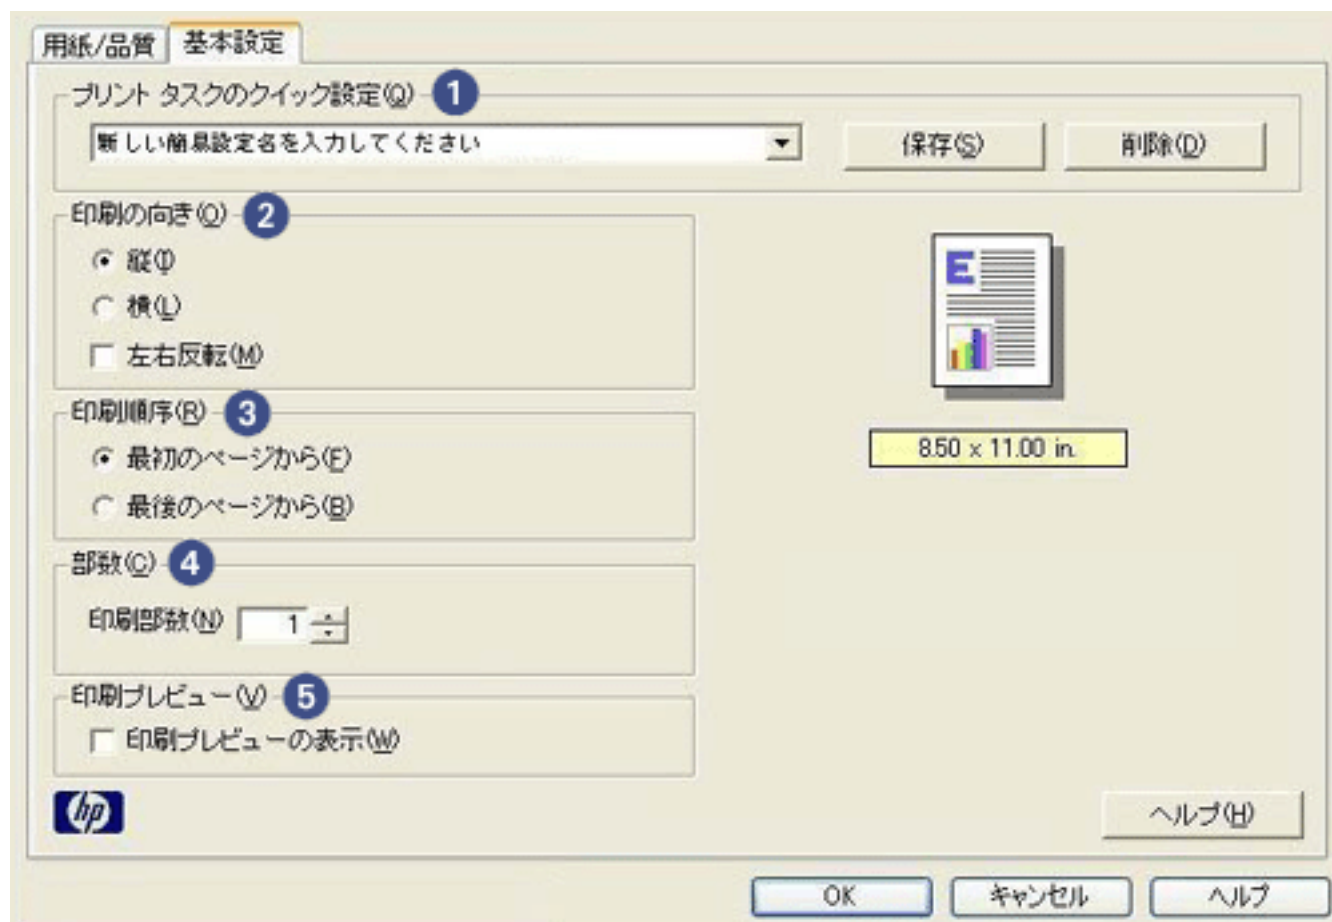 用紙/品質 基本設定
プリント タスクのクイック設定(Q) 1
新しい簡易設定名を入力してください 保存(S) 削除(D)
印刷の向き(O) 2
縦(I)
横(L)
左右反転(M)
E
8.50 x 11.00 in.
印刷順序(R) 3
最初のページから(F)
最後のページから(B)
部数(C) 4
印刷部数(N) 1
印刷プレビュー(V) 5
印刷プレビューの表示(W)
hp
ヘルプ(H)
OK キャンセル ヘルプ